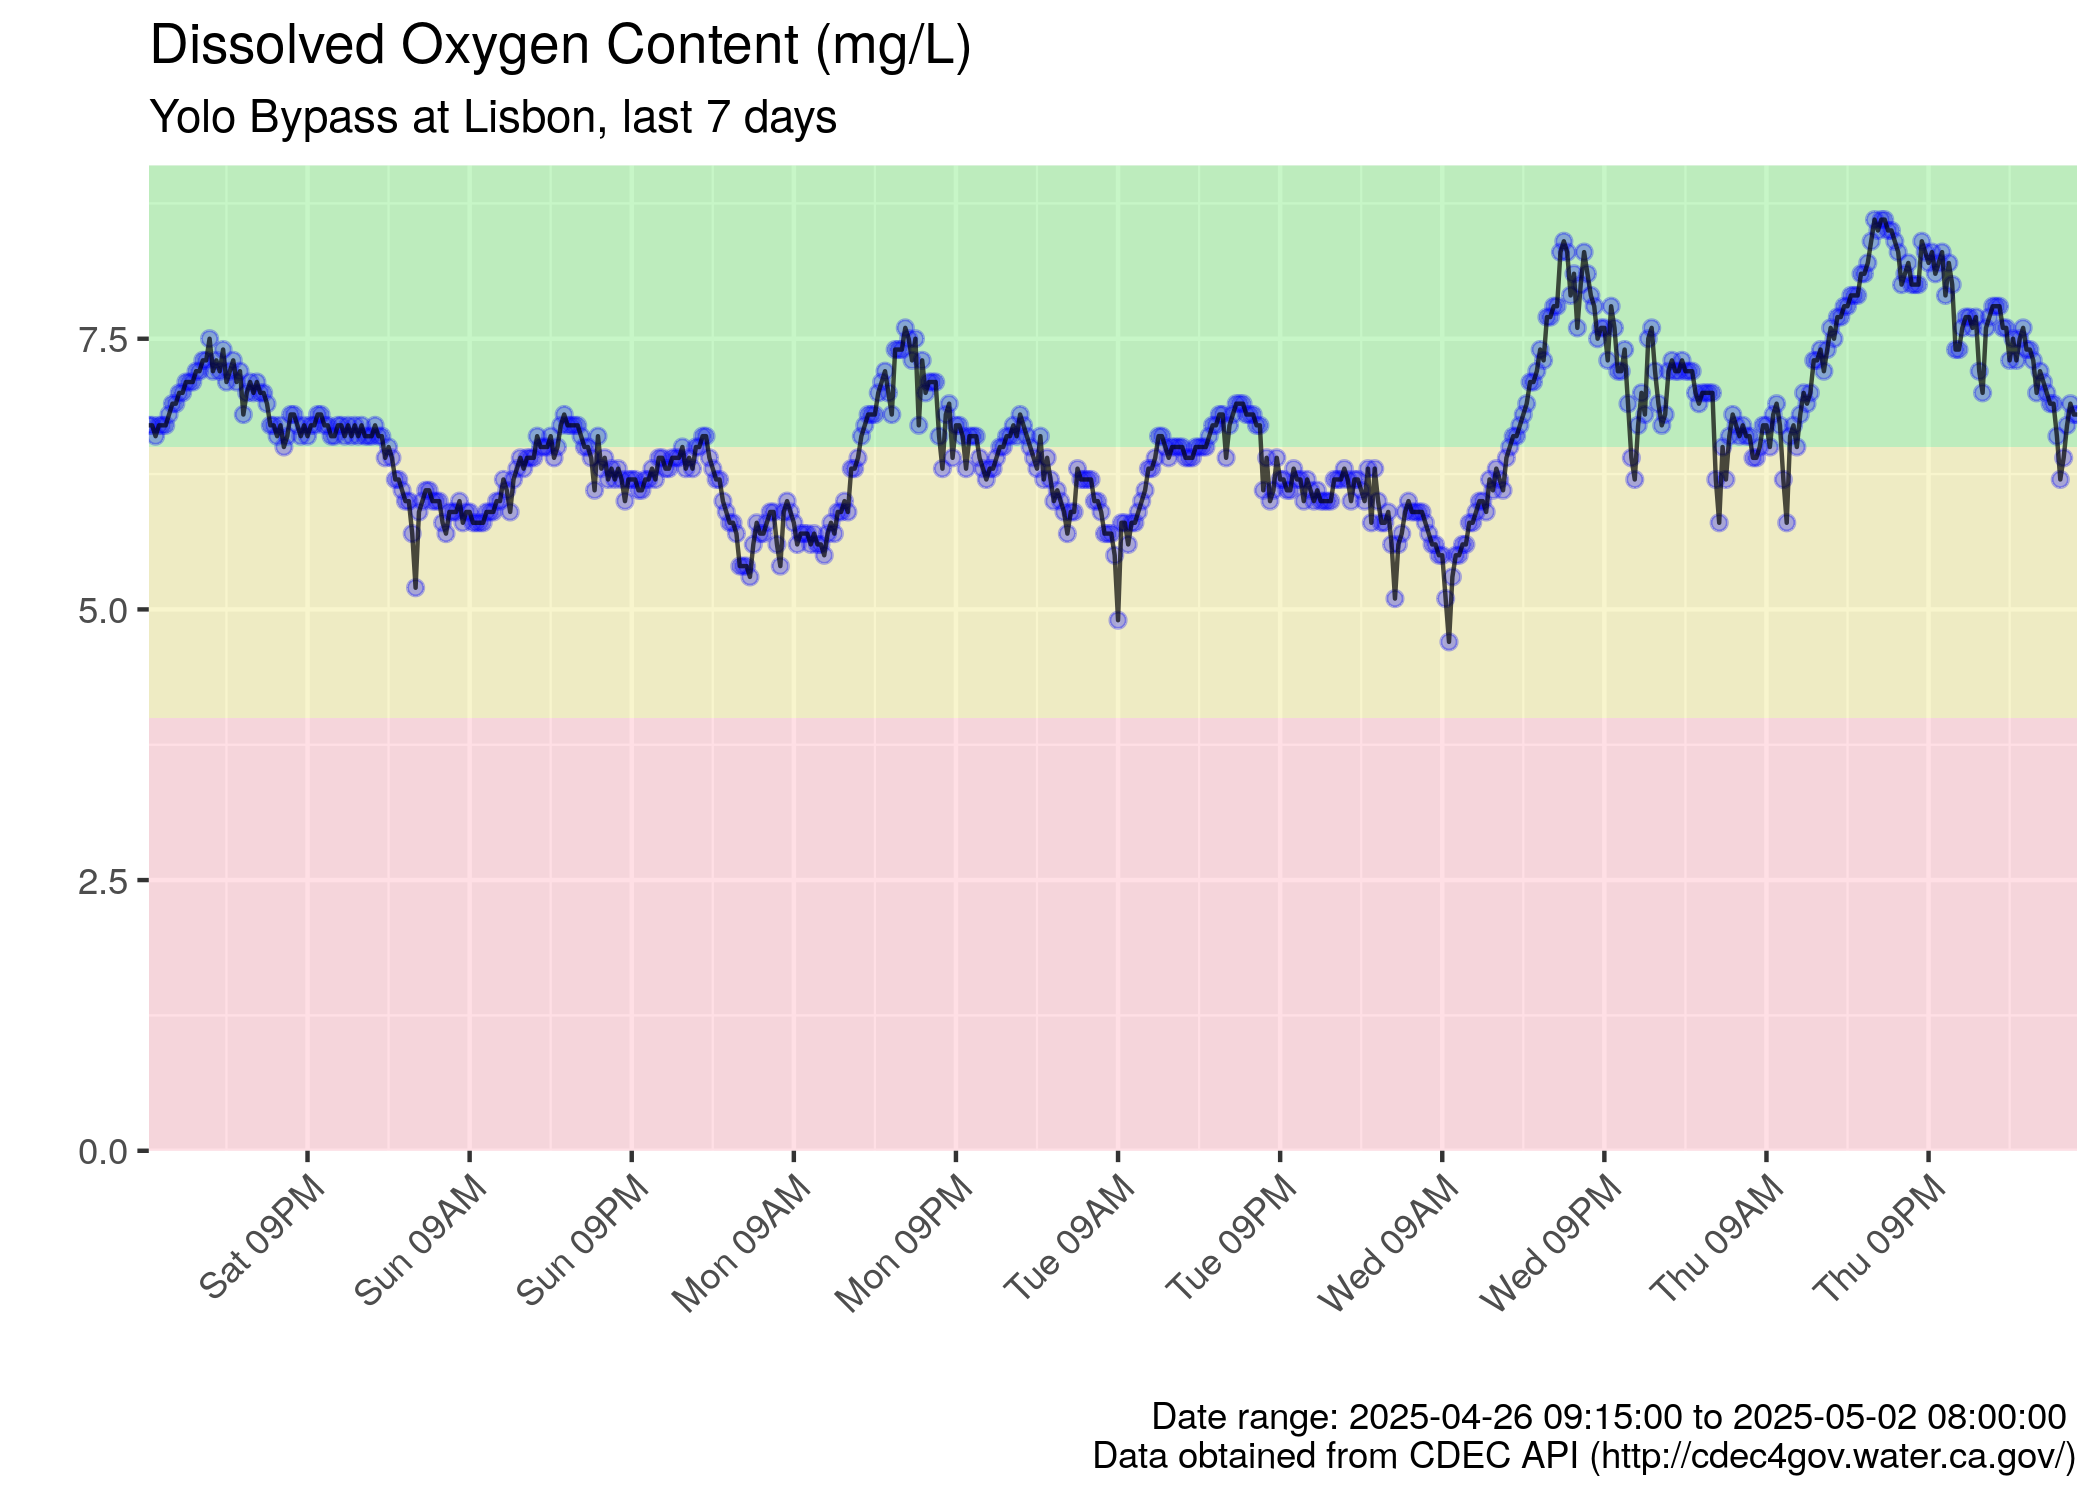 Dissolved Oxygen Content (mg/L)
Yolo Bypass at Lisbon, last 7 days
7.5
5.0
2.5
0.0
Sat 09PM
Sun 09AM
Sun 09PM
Mon 09AM
Mon 09PM
Tue 09AM
Tue 09PM
Wed 09AM
Wed 09PM
Thu 09AM
Thu 09PM
Date range: 2025-04-26 09:15:00 to 2025-05-02 08:00:00
Data obtained from CDEC API (http://cdec4gov.water.ca.gov/)